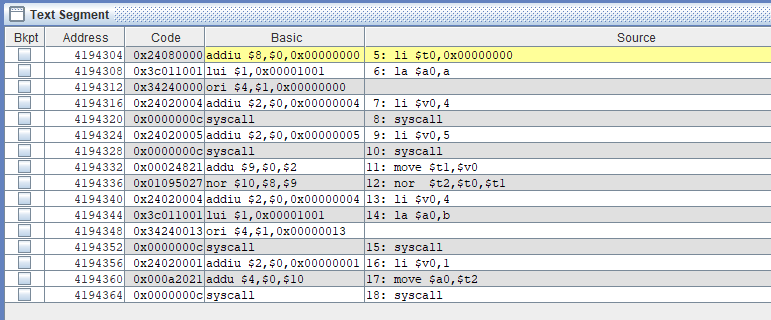 Text Segment
Bkpt Address Code Basic Source
4194304 0x24080000 addiu $8,$0,0x00000000 5: li $t0,0x00000000
4194308 0x3c011001 lui $1,0x00001001 6: la $a0,a
4194312 0x34240000 ori $4,$1,0x00000000
4194316 0x24020004 addiu $2,$0,0x00000004 7: li $v0,4
4194320 0x0000000c syscall 8: syscall
4194324 0x24020005 addiu $2,$0,0x00000005 9: li $v0,5
4194328 0x0000000c syscall 10: syscall
4194332 0x00024821 addu $9,$0,$2 11: move $t1,$v0
4194336 0x01095027 nor $10,$8,$9 12: nor  $t2,$t0,$t1
4194340 0x24020004 addiu $2,$0,0x00000004 13: li $v0,4
4194344 0x3c011001 lui $1,0x00001001 14: la $a0,b
4194348 0x34240013 ori $4,$1,0x00000013
4194352 0x0000000c syscall 15: syscall
4194356 0x24020001 addiu $2,$0,0x00000001 16: li $v0,1
4194360 0x000a2021 addu $4,$0,$10 17: move $a0,$t2
4194364 0x0000000c syscall 18: syscall